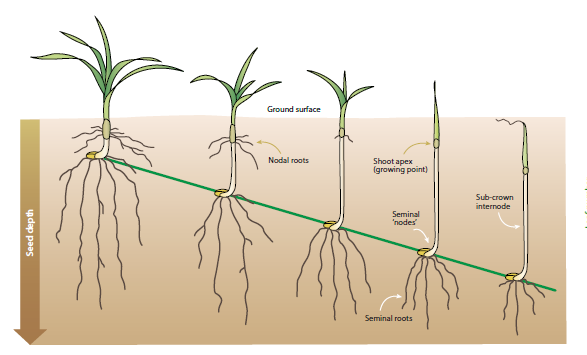 Ground surface
Nodal roots
Shoot apex
(growing point)
Sub-crown
internode
Seminal
'nodes'
Seed depth
Seminal roots